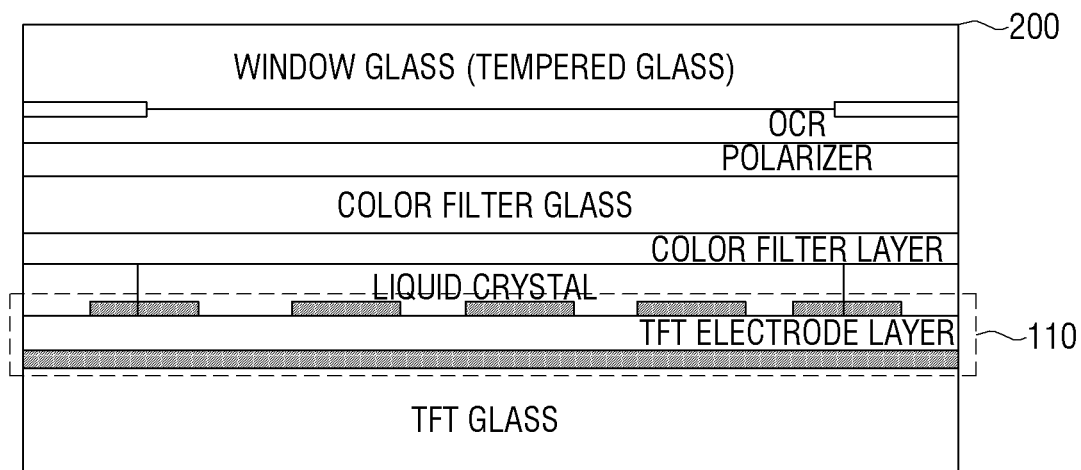 200
WINDOW GLASS (TEMPERED GLASS)
OCR
POLARIZER
COLOR FILTER GLASS
COLOR FILTER LAYER
LIQUID CRYSTAL
TFT ELECTRODE LAYER
110
TFT GLASS